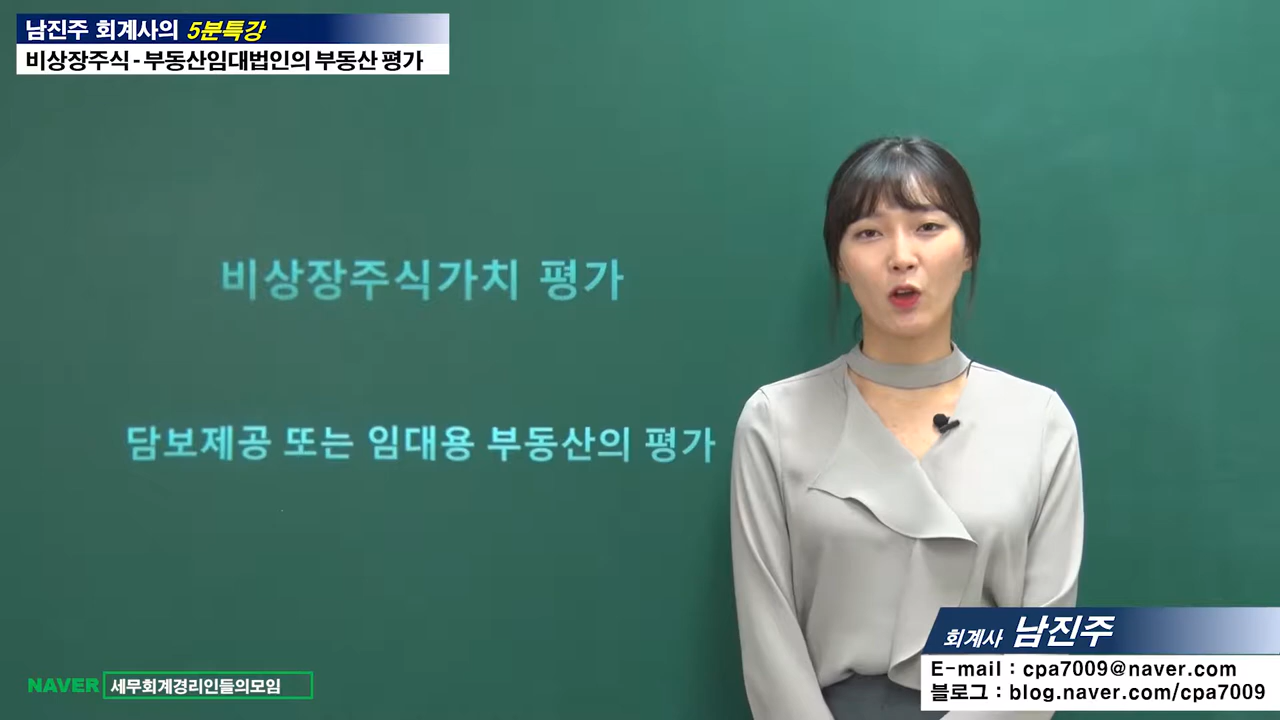 남진주 회계사의 5분특강
비상장주식-부동산임대법인의 부동산 평가
비상장주식가치 평가
담보제공 또는 임대용 부동산의 평가
회계사 남진주
E-mail : cpa7009@naver.com
블로그 : blog.naver.com/cpa7009
NAVER 세무회계경리인들의모임